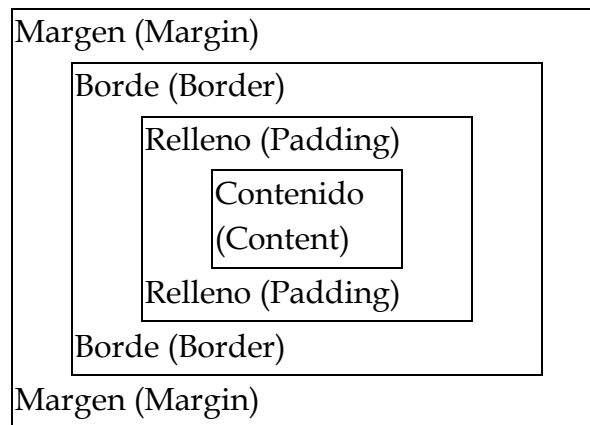 Margen (Margin)
Borde (Border)
Relleno (Padding)
Contenido
(Content)
Relleno (Padding)
Borde (Border)
Margen (Margin)